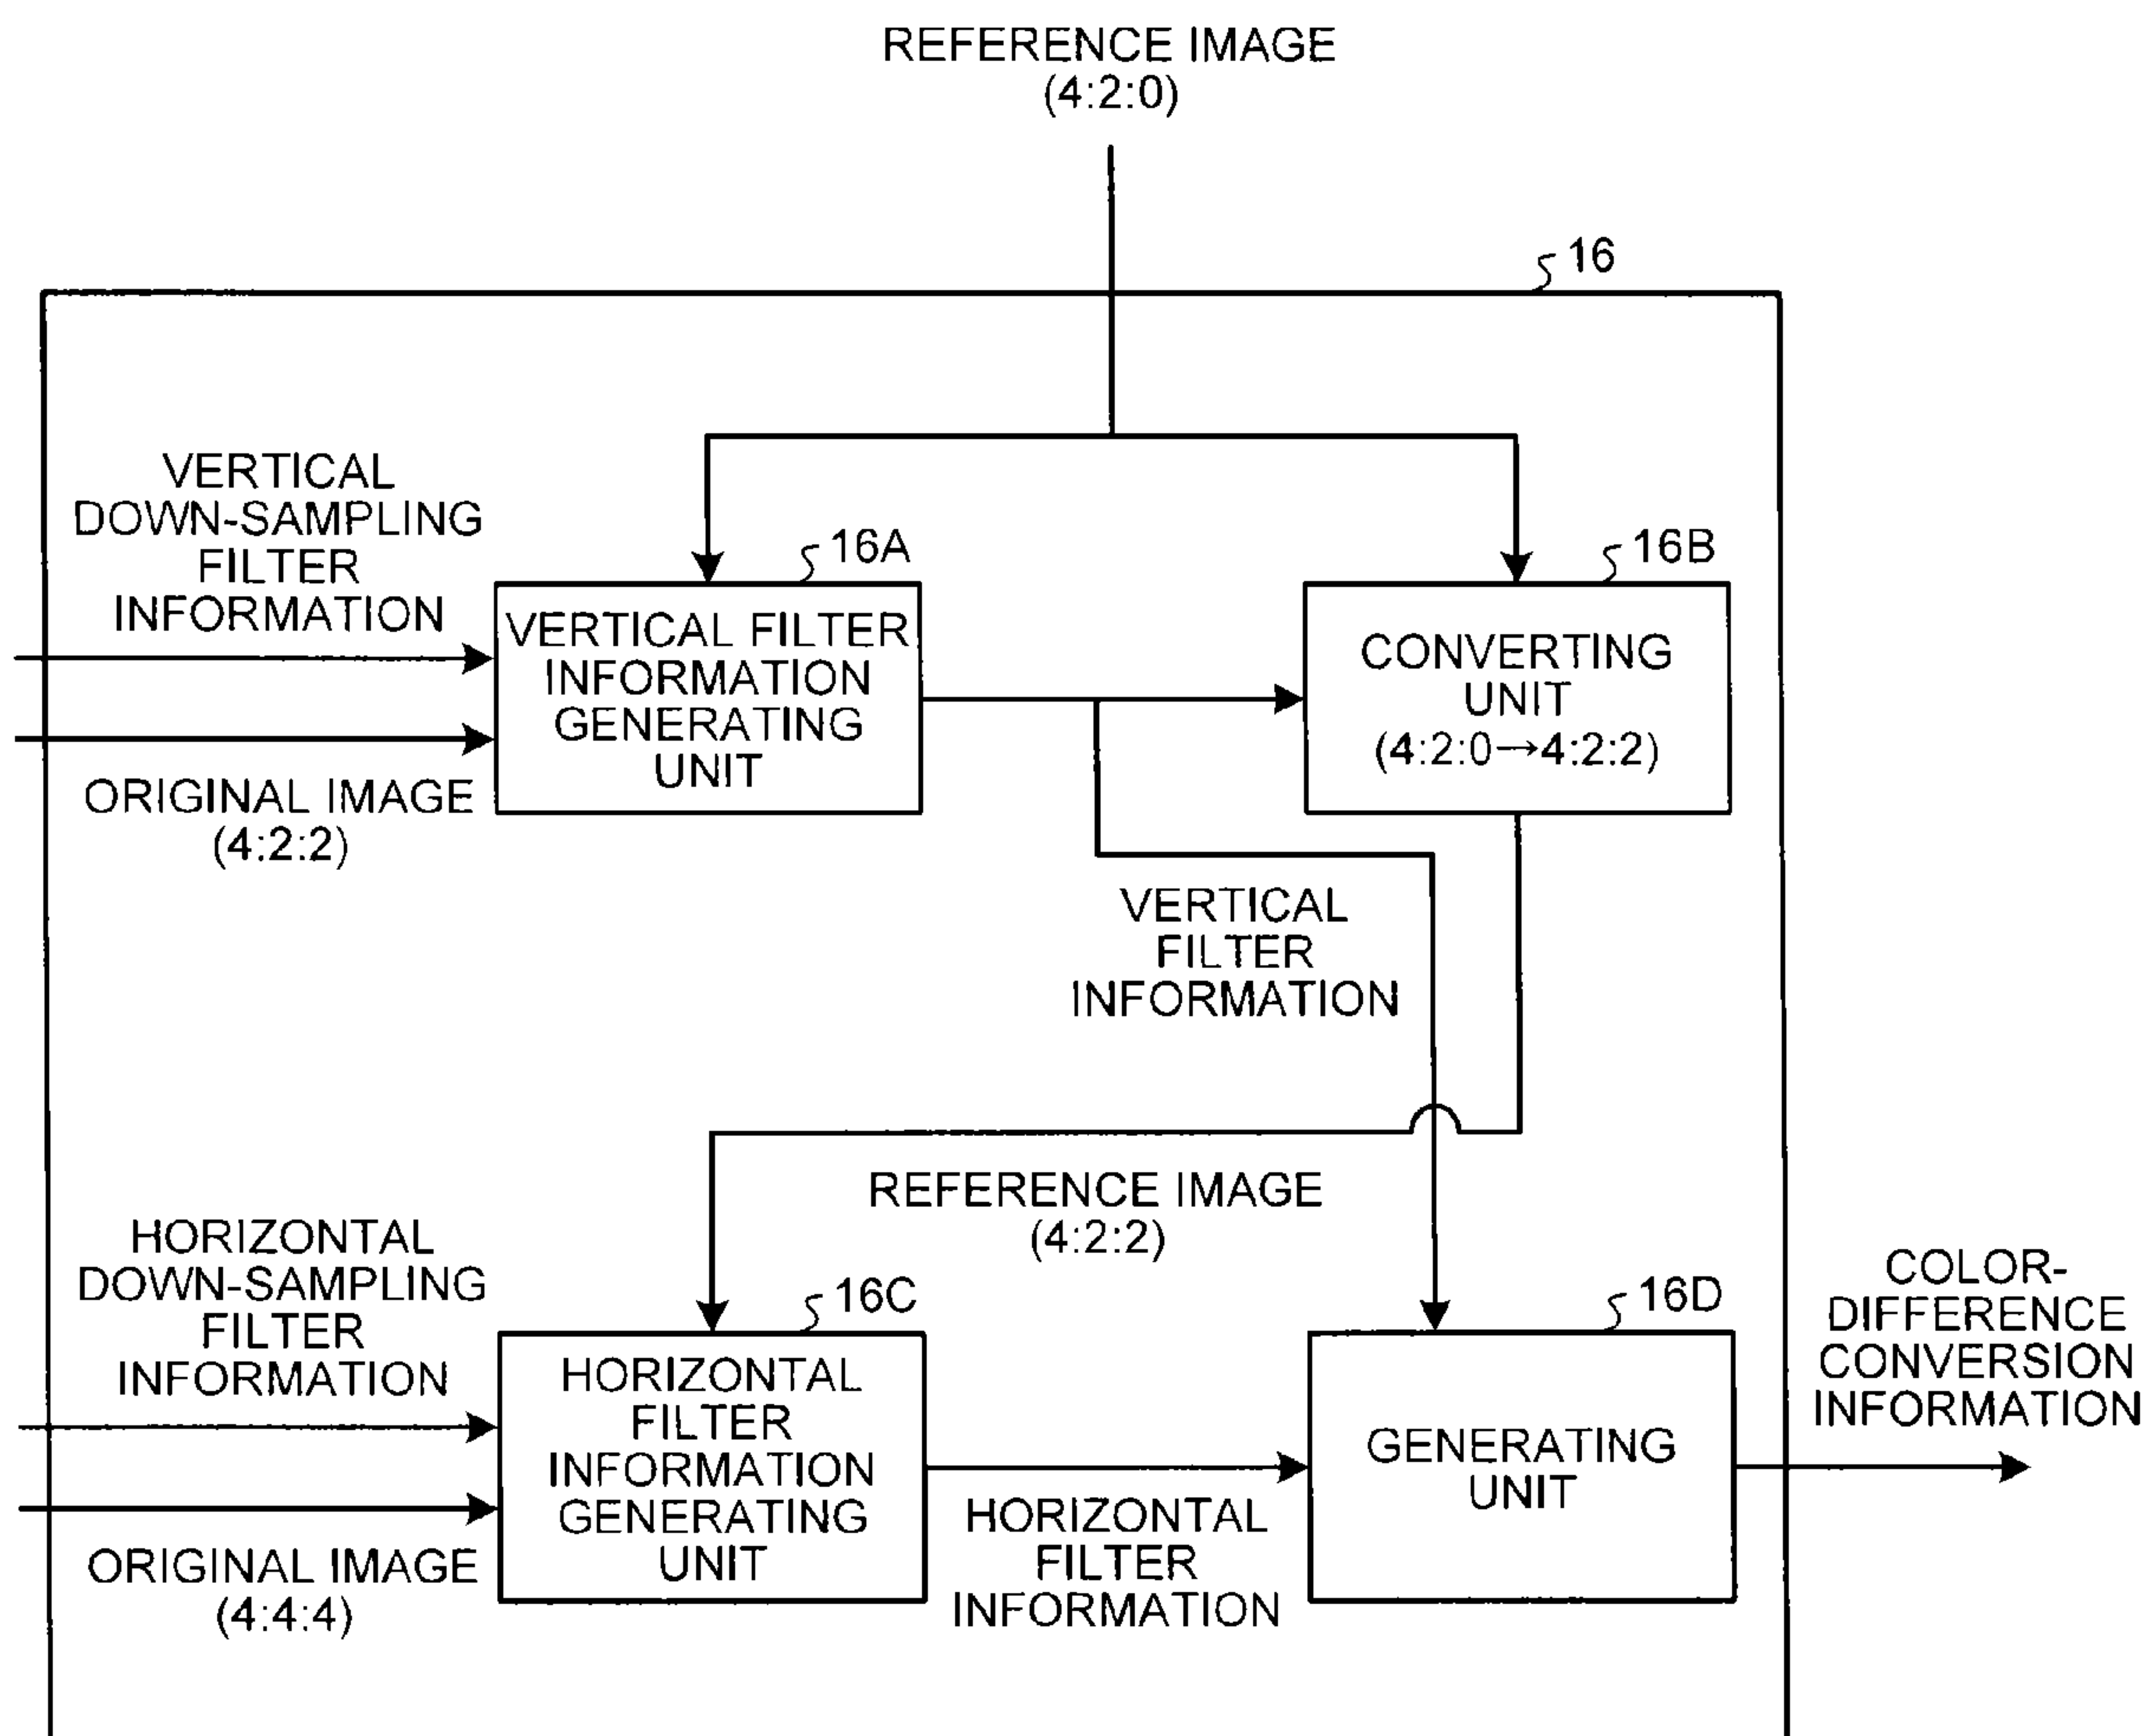 REFERENCE IMAGE
(4:2:0)
16
VERTICAL
DOWN-SAMPLING
FILTER
INFORMATION
ORIGINAL IMAGE
(4:2:2)
16A
VERTICAL FILTER
INFORMATION
GENERATING
UNIT
16B
CONVERTING
UNIT
(4:2:0→4:2:2)
VERTICAL
FILTER
INFORMATION
REFERENCE IMAGE
(4:2:2)
HORIZONTAL
DOWN-SAMPLING
FILTER
INFORMATION
ORIGINAL IMAGE
(4:4:4)
16C
HORIZONTAL
FILTER
INFORMATION
GENERATING
UNIT
HORIZONTAL
FILTER
INFORMATION
16D
GENERATING
UNIT
COLOR-
DIFFERENCE
CONVERSION
INFORMATION